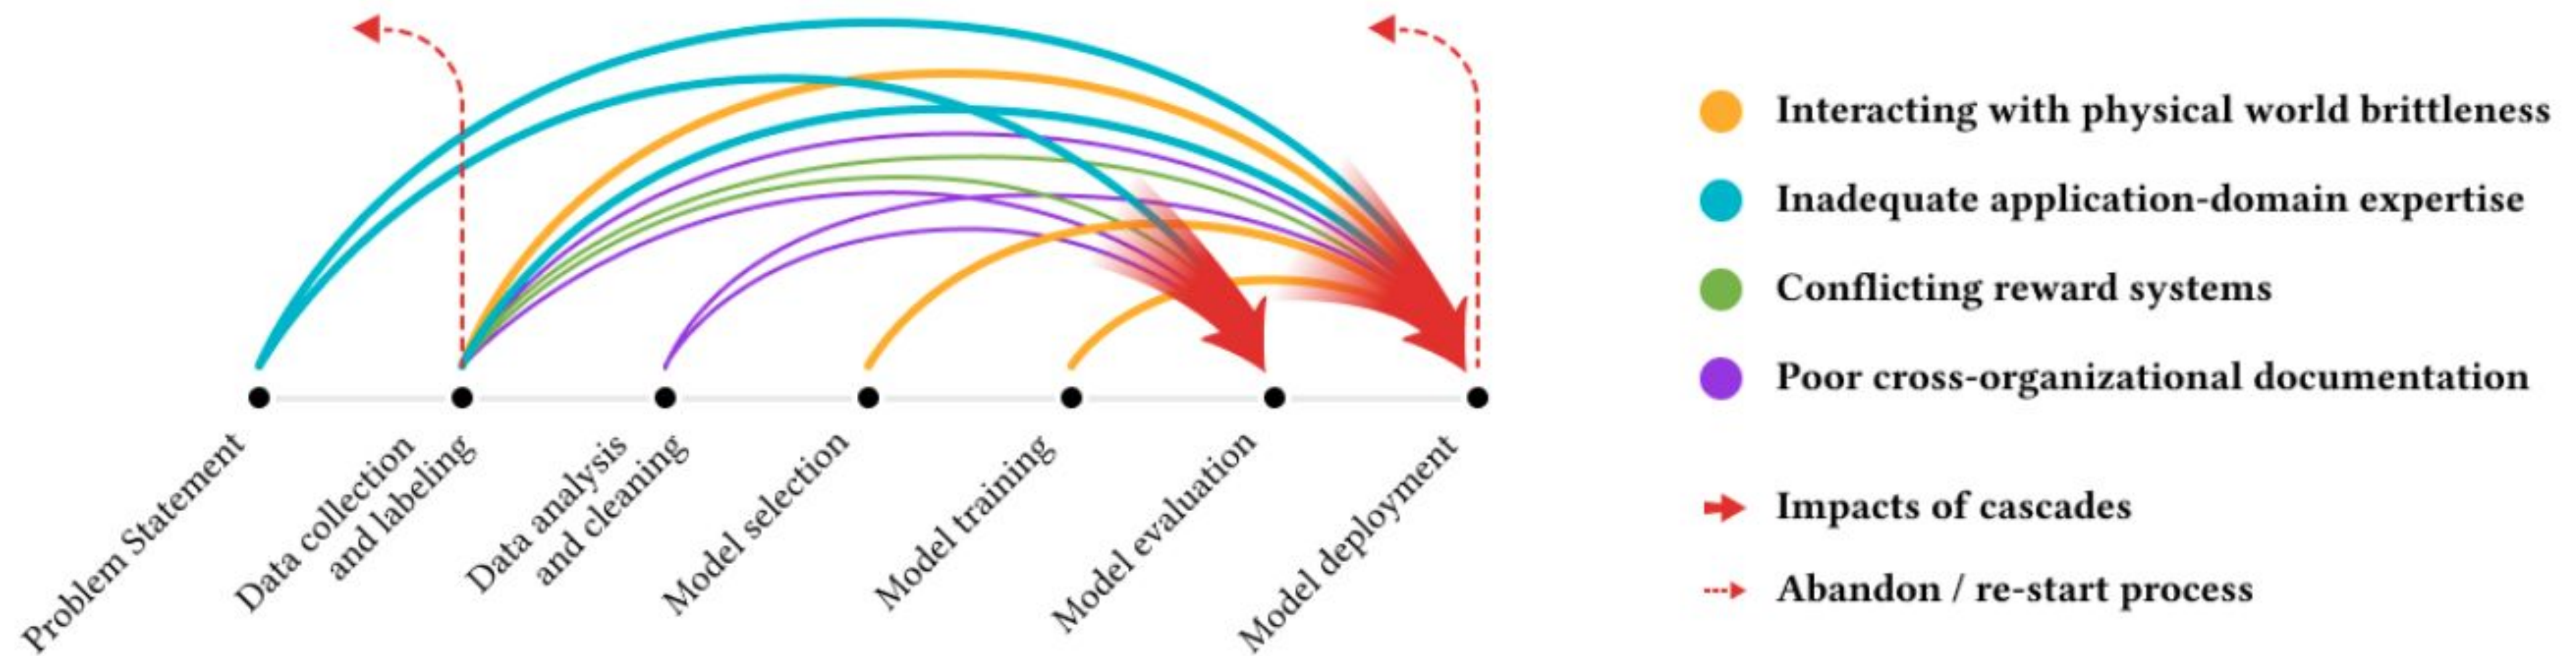 Interacting with physical world brittleness
Inadequate application-domain expertise
Conflicting reward systems
Poor cross-organizational documentation
Impacts of cascades
Abandon / re-start process
Problem Statement
Data collection
and labeling
Data analysis
and cleaning
Model selection
Model training
Model evaluation
Model deployment